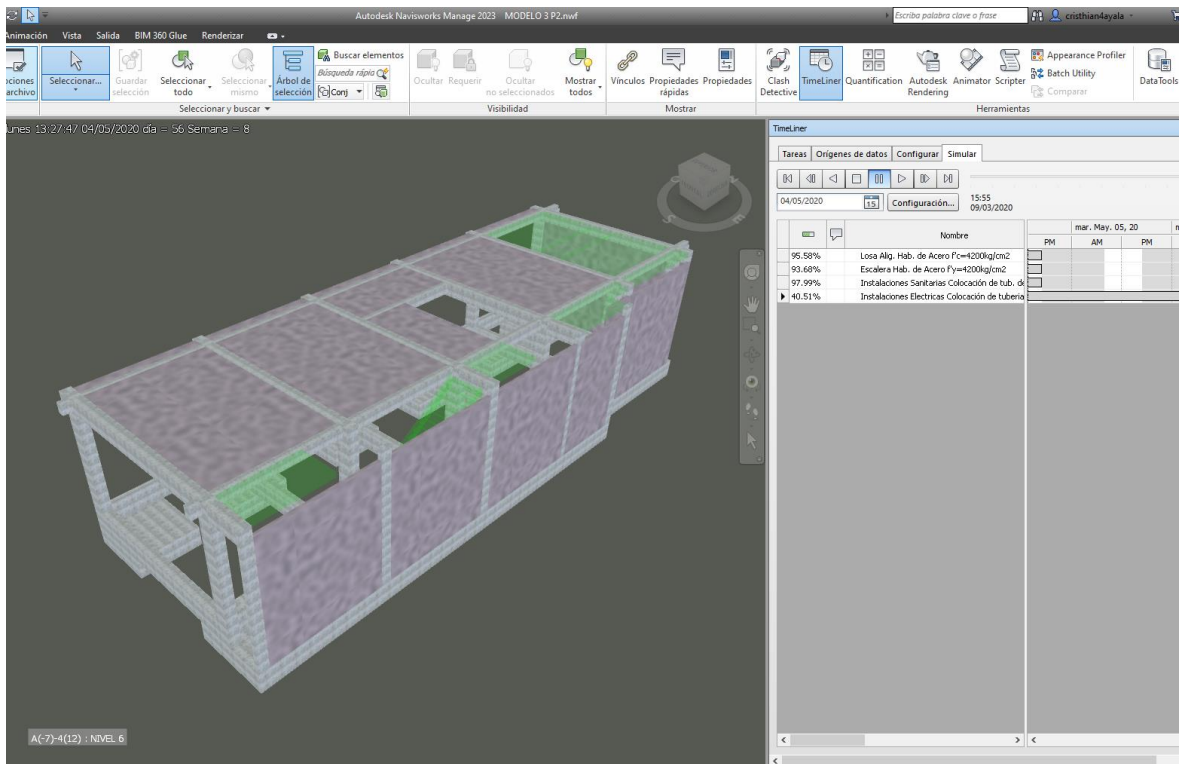 Autodesk Navisworks Manage 2023 MODELO 3 P2.nwf
Escriba palabra clave o frase
cristhian4ayala
Animación Vista Salida BIM 360 Glue Renderizar
archivo
Seleccionar...
Guardar selección
Seleccionar todo
Seleccionar mismo
Árbol de selección
Buscar elementos
Búsqueda rápida
Conj
Ocultar
Requerir
Ocultar no seleccionados
Mostrar todos
Vínculos
Propiedades rápidas
Propiedades
Clash Detective
TimeLiner
Quantification
Autodesk Rendering
Animator
Scripter
Appearance Profiler
Batch Utility
Comparar
DataTools
Seleccionar y buscar
Visibilidad
Mostrar
Herramientas
lunes 13:27:41 04/05/2020 día = 56 Semana = 8
A(-7)-4(12) : NIVEL 6
TimeLiner
Tareas Orígenes de datos Configurar Simular
04/05/2020
15
Configuración...
15:55
09/03/2020
Nombre
mar. May. 05, 20
PM AM PM
95.58% Losa Alig. Hab. de Acero f'c=4200kg/cm2
93.68% Escalera Hab. de Acero f'y=4200kg/cm2
97.99% Instalaciones Sanitarias Colocación de tub. de
40.51% Instalaciones Electricas Colocación de tuberia